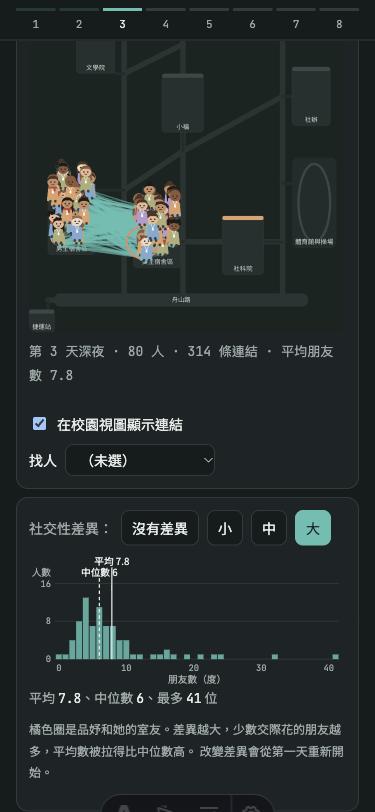 1 2 3 4 5 6 7 8
文學院
小福
社辦
體育館與操場
社科院
舟山路
捷運站
第 3 天深夜 · 80 人 · 314 條連結 · 平均朋友
數 7.8
在校園視圖顯示連結
找人 （未選）
社交性差異： 沒有差異 小 中 大
平均 7.8
人數 中位數 6
16
8
0
0 10 20 30 40
朋友數（度）
平均 7.8、中位數 6、最多 41 位
橘色圈是品妤和她的室友。差異越大，少數交際花的朋友越
多，平均數被拉得比中位數高。 改變差異會從第一天重新開
始。